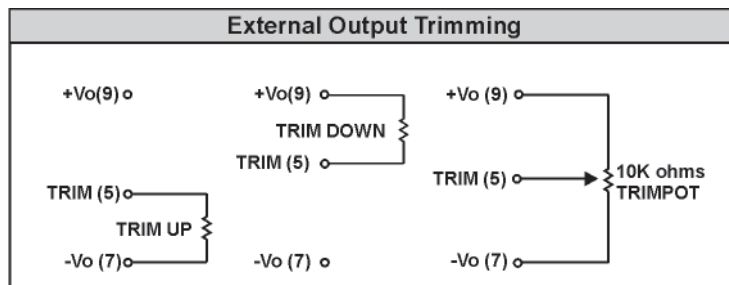 External Output Trimming
+Vo(9)
TRIM (5)
TRIM UP
-Vo (7)
+Vo(9)
TRIM DOWN
TRIM (5)
-Vo (7)
+Vo (9)
TRIM (5)
10K ohms
TRIMPOT
-Vo (7)